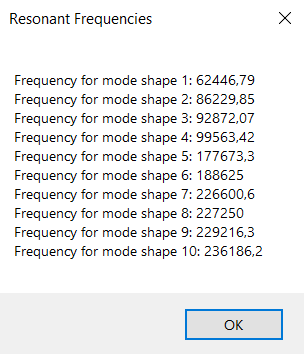 Resonant Frequencies
Frequency for mode shape 1: 62446,79
Frequency for mode shape 2: 86229,85
Frequency for mode shape 3: 92872,07
Frequency for mode shape 4: 99563,42
Frequency for mode shape 5: 177673,3
Frequency for mode shape 6: 188625
Frequency for mode shape 7: 226600,6
Frequency for mode shape 8: 227250
Frequency for mode shape 9: 229216,3
Frequency for mode shape 10: 236186,2
OK